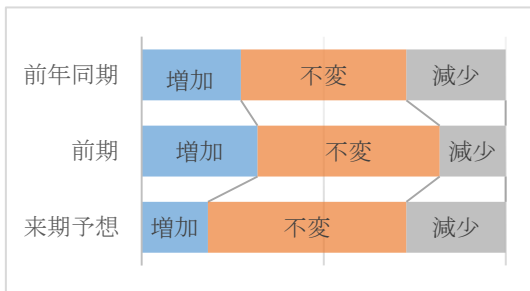 前年同期 増加 不変 減少
前期 増加 不変 減少
来期予想 増加 不変 減少